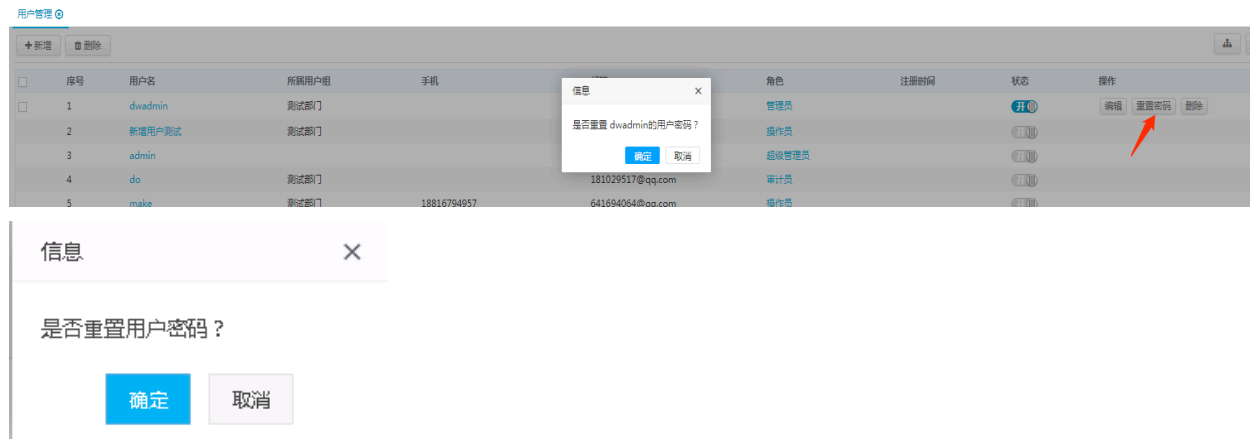 用户管理
新增 删除
序号 用户名 所属用户组 手机 角色 注册时间 状态 操作
1 dwadmin 测试部门 管理员 开 编辑 重置密码 删除
2 新增用户测试 测试部门 操作员 开
3 admin 超级管理员 开
4 do 测试部门 181029517@qq.com 审计员 开
5 make 测试部门 18816794957 641694064@qq.com 操作员 开
信息
是否重置 dwadmin的用户密码？
确定 取消
信息
是否重置用户密码？
确定 取消